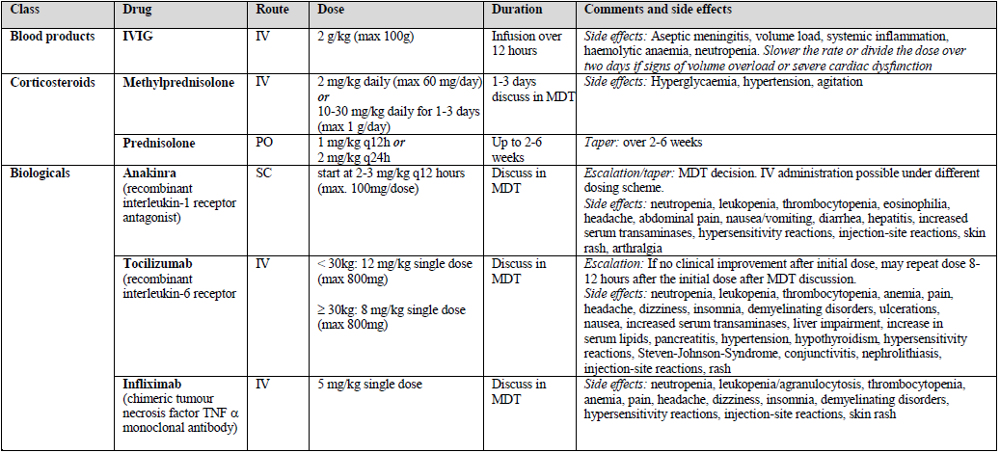 Class Drug Route Dose Duration Comments and side effects
Blood products IVIG IV 2 g/kg (max 100g) Infusion over
12 hours
Side effects: Aseptic meningitis, volume load, systemic inflammation,
haemolytic anaemia, neutropenia. Slower the rate or divide the dose over
two days if signs of volume overload or severe cardiac dysfunction
Corticosteroids Methylprednisolone IV 2 mg/kg daily (max 60 mg/day)
or
10-30 mg/kg daily for 1-3 days
(max 1 g/day)
1-3 days
discuss in MDT
Side effects: Hyperglycaemia, hypertension, agitation
Prednisolone PO 1 mg/kg q12h or
2 mg/kg q24h
Up to 2-6
weeks
Taper: over 2-6 weeks
Biologicals Anakinra
(recombinant
interleukin-1 receptor
antagonist)
SC start at 2-3 mg/kg q12 hours
(max. 100mg/dose)
Discuss in
MDT
Escalation/taper: MDT decision. IV administration possible under different
dosing scheme.
Side effects: neutropenia, leukopenia, thrombocytopenia, eosinophilia,
headache, abdominal pain, nausea/vomiting, diarrhea, hepatitis, increased
serum transaminases, hypersensitivity reactions, injection-site reactions, skin
rash, arthralgia
Tocilizumab
(recombinant
interleukin-6 receptor
IV < 30kg: 12 mg/kg single dose
(max 800mg)
≥ 30kg: 8 mg/kg single dose
(max 800mg)
Discuss in
MDT
Escalation: If no clinical improvement after initial dose, may repeat dose 8-
12 hours after the initial dose after MDT discussion.
Side effects: neutropenia, leukopenia, thrombocytopenia, anemia, pain,
headache, dizziness, insomnia, demyelinating disorders, ulcerations,
nausea, increased serum transaminases, liver impairment, increase in
serum lipids, pancreatitis, hypertension, hypothyroidism, hypersensitivity
reactions, Steven-Johnson-Syndrome, conjunctivitis, nephrolithiasis,
injection-site reactions, rash
Infliximab
(chimeric tumour
necrosis factor TNF α
monoclonal antibody)
IV 5 mg/kg single dose Discuss in
MDT
Side effects: neutropenia, leukopenia/agranulocytosis, thrombocytopenia,
anemia, pain, headache, dizziness, insomnia, demyelinating disorders,
hypersensitivity reactions, injection-site reactions, skin rash